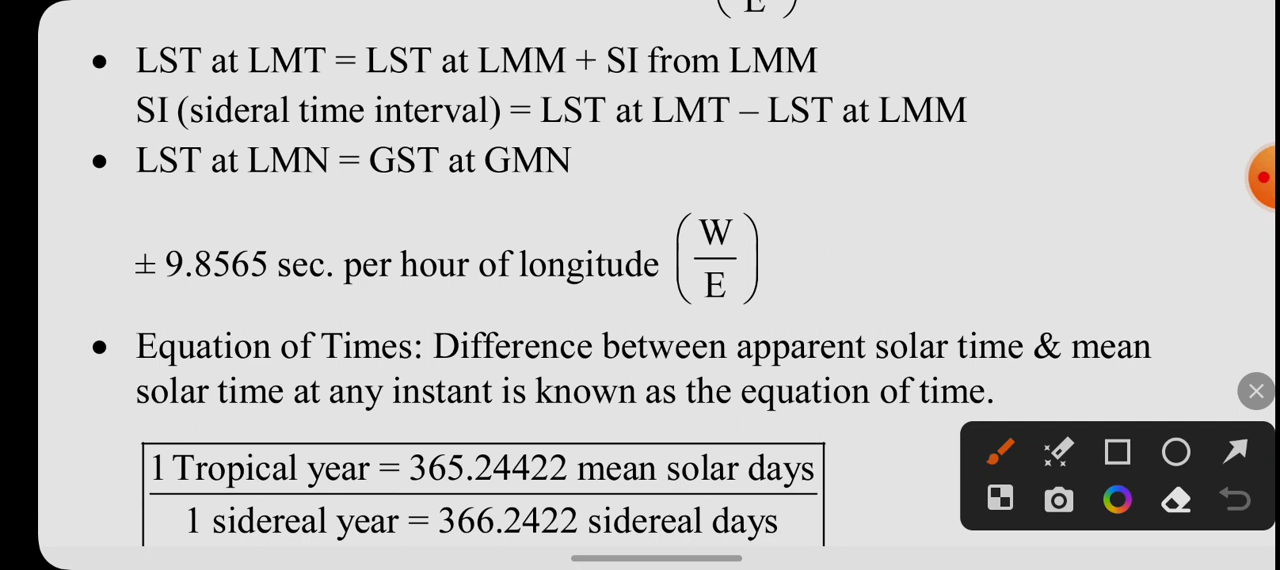 (E)
• LST at LMT = LST at LMM + SI from LMM
SI (sideral time interval) = LST at LMT – LST at LMM
• LST at LMN = GST at GMN
± 9.8565 sec. per hour of longitude (W/E)
• Equation of Times: Difference between apparent solar time & mean
solar time at any instant is known as the equation of time.
1 Tropical year = 365.24422 mean solar days
1 sidereal year = 366.2422 sidereal days